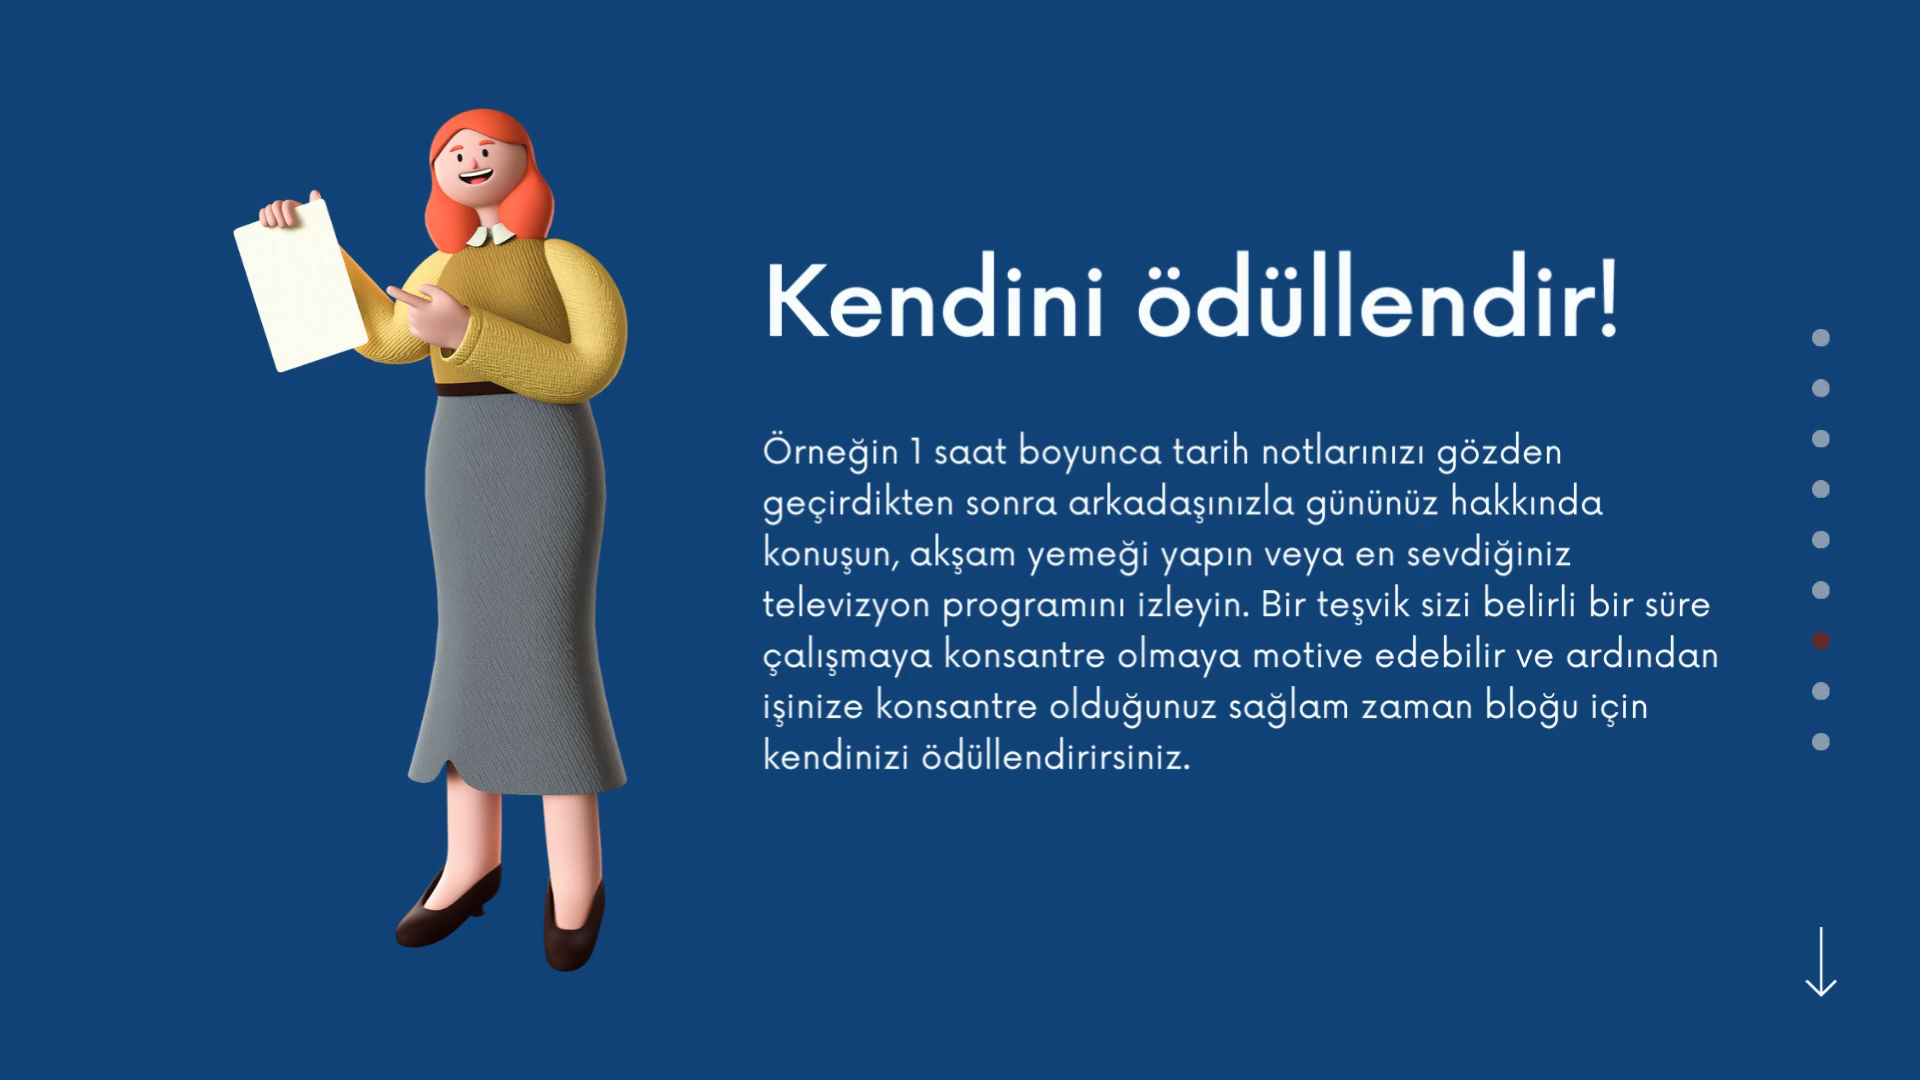 Kendini ödüllendir!
Örneğin 1 saat boyunca tarih notlarınızı gözden
geçirdikten sonra arkadaşınızla gününüz hakkında
konuşun, akşam yemeği yapın veya en sevdiğiniz
televizyon programını izleyin. Bir teşvik sizi belirli bir süre
çalışmaya konsantre olmaya motive edebilir ve ardından
işinize konsantre olduğunuz sağlam zaman bloğu için
kendinizi ödüllendirirsiniz.